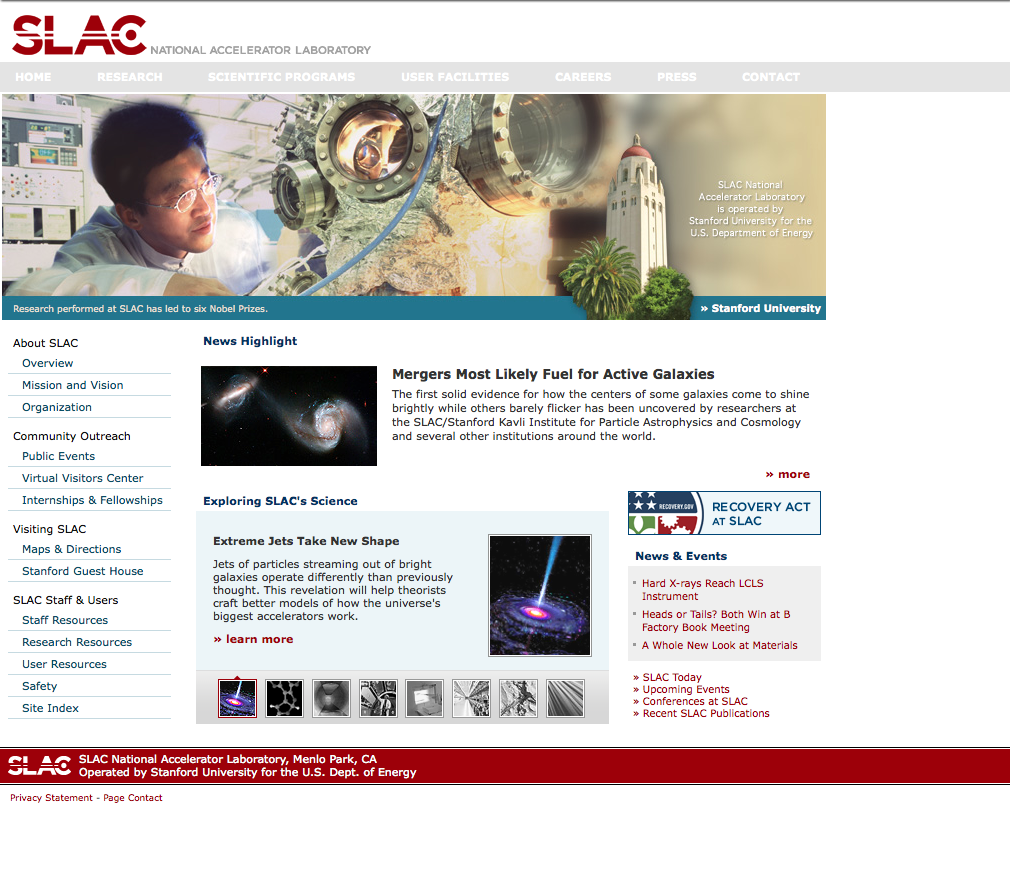 SLAC NATIONAL ACCELERATOR LABORATORY
HOME RESEARCH SCIENTIFIC PROGRAMS USER FACILITIES CAREERS PRESS CONTACT
SLAC National
Accelerator Laboratory
is operated by
Stanford University for the
U.S. Department of Energy
Research performed at SLAC has led to six Nobel Prizes.
» Stanford University
About SLAC
Overview
Mission and Vision
Organization
Community Outreach
Public Events
Virtual Visitors Center
Internships & Fellowships
Visiting SLAC
Maps & Directions
Stanford Guest House
SLAC Staff & Users
Staff Resources
Research Resources
User Resources
Safety
Site Index
News Highlight
Mergers Most Likely Fuel for Active Galaxies
The first solid evidence for how the centers of some galaxies come to shine
brightly while others barely flicker has been uncovered by researchers at
the SLAC/Stanford Kavli Institute for Particle Astrophysics and Cosmology
and several other institutions around the world.
» more
Exploring SLAC's Science
Extreme Jets Take New Shape
Jets of particles streaming out of bright
galaxies operate differently than previously
thought. This revelation will help theorists
craft better models of how the universe's
biggest accelerators work.
» learn more
RECOVERY.GOV
RECOVERY ACT
AT SLAC
News & Events
Hard X-rays Reach LCLS
Instrument
Heads or Tails? Both Win at B
Factory Book Meeting
A Whole New Look at Materials
» SLAC Today
» Upcoming Events
» Conferences at SLAC
» Recent SLAC Publications
SLAC
SLAC National Accelerator Laboratory, Menlo Park, CA
Operated by Stanford University for the U.S. Dept. of Energy
Privacy Statement - Page Contact